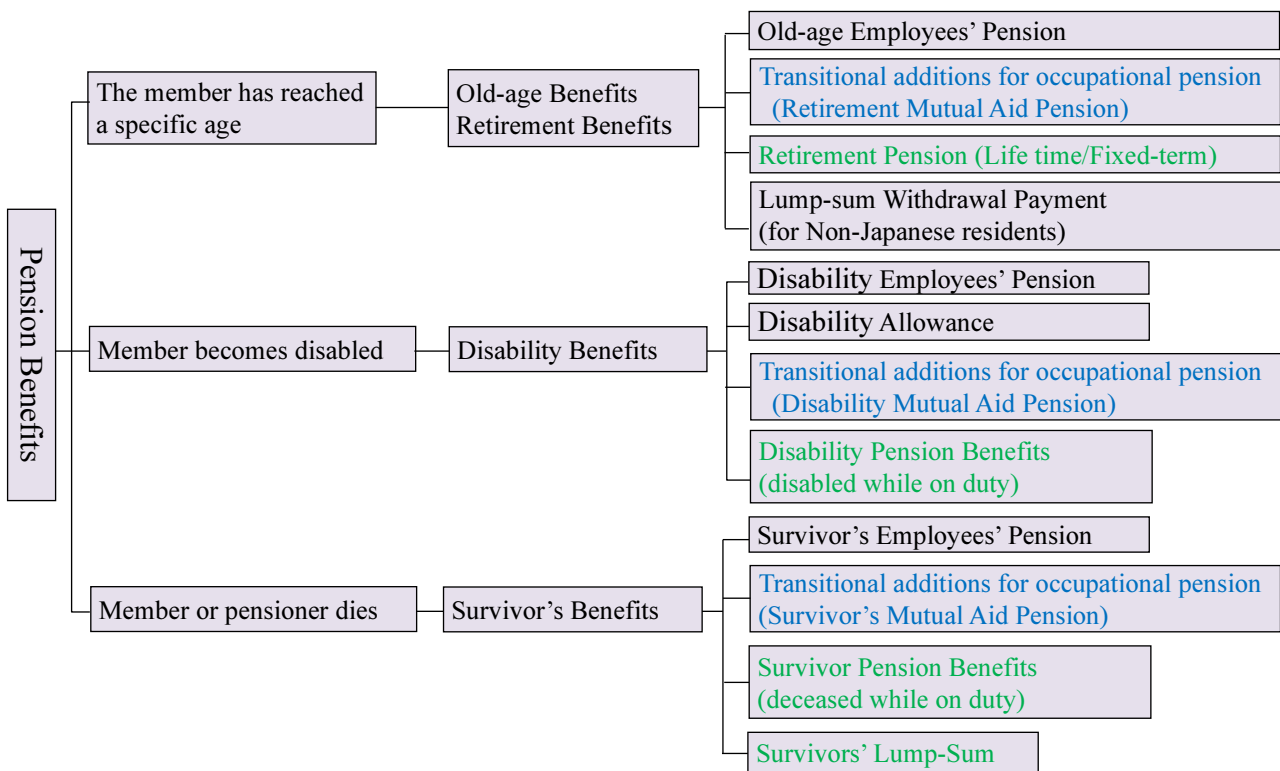 Pension Benefits
The member has reached
a specific age
Old-age Benefits
Retirement Benefits
Old-age Employees’ Pension
Transitional additions for occupational pension
(Retirement Mutual Aid Pension)
Retirement Pension (Life time/Fixed-term)
Lump-sum Withdrawal Payment
(for Non-Japanese residents)
Member becomes disabled
Disability Benefits
Disability Employees’ Pension
Disability Allowance
Transitional additions for occupational pension
(Disability Mutual Aid Pension)
Disability Pension Benefits
(disabled while on duty)
Member or pensioner dies
Survivor’s Benefits
Survivor’s Employees’ Pension
Transitional additions for occupational pension
(Survivor’s Mutual Aid Pension)
Survivor Pension Benefits
(deceased while on duty)
Survivors’ Lump-Sum